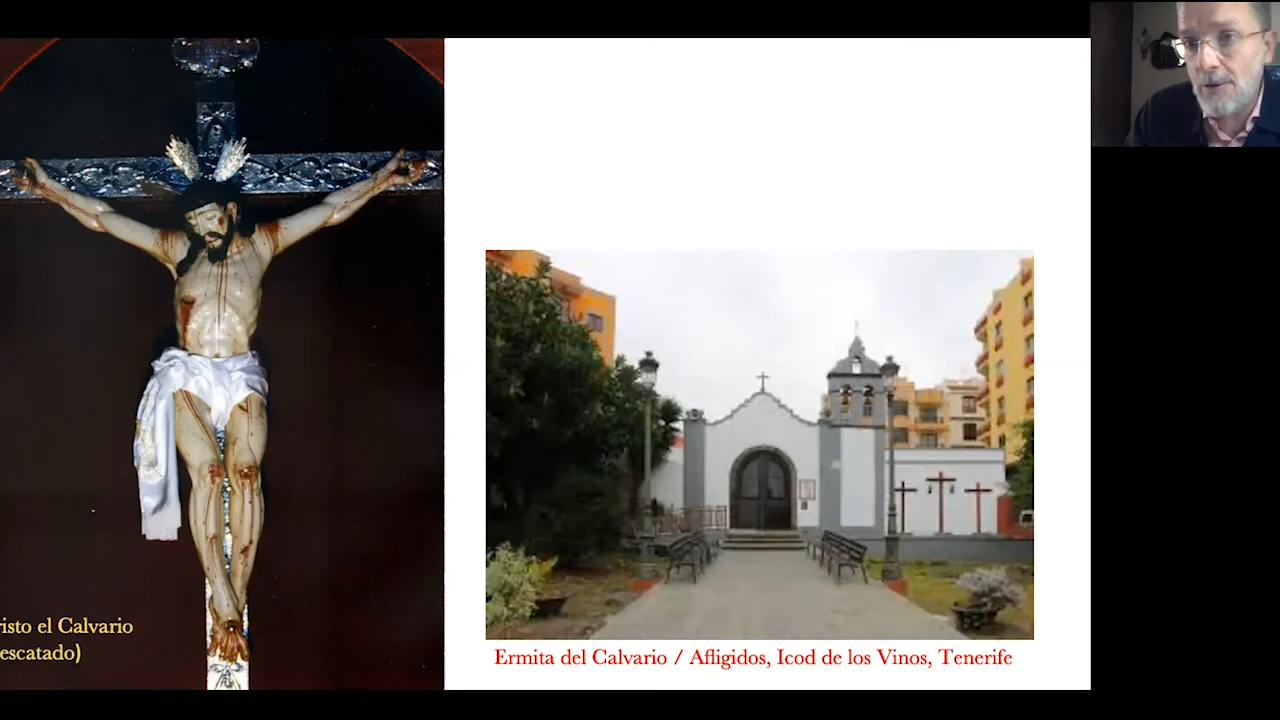 risto el Calvario
escatado)
Ermita del Calvario / Afligidos, Icod de los Vinos, Tenerife